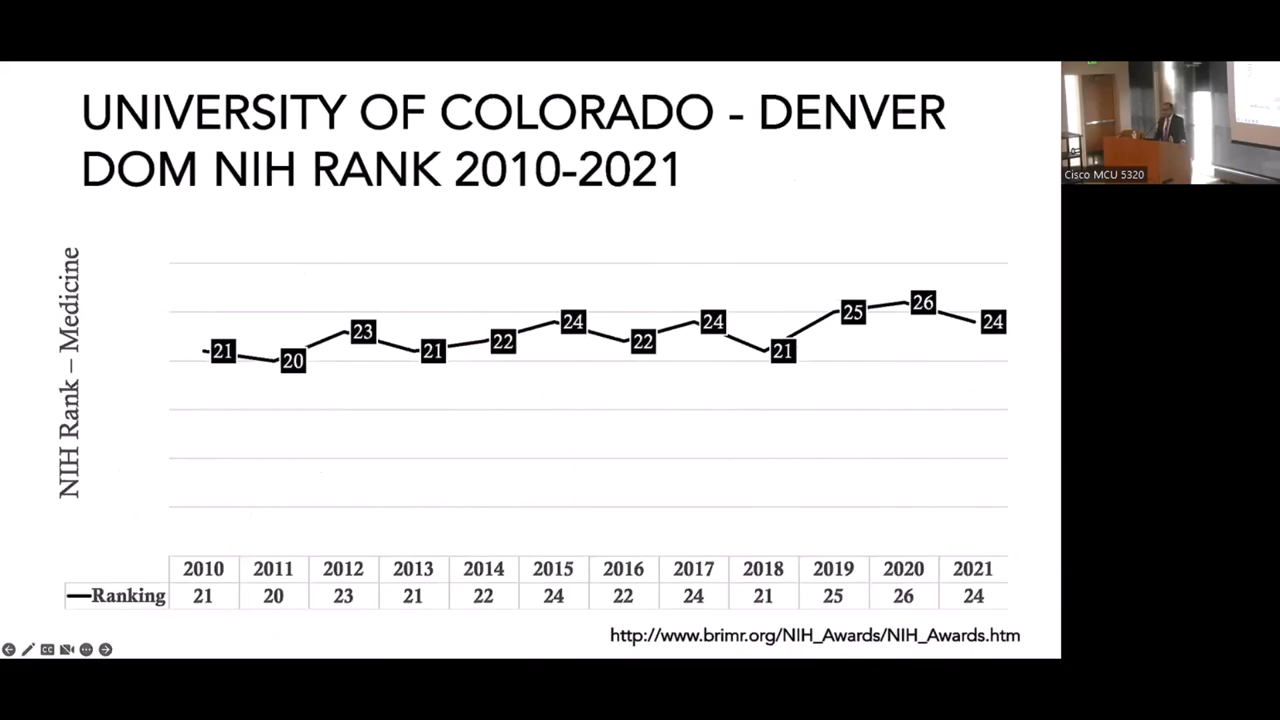 UNIVERSITY OF COLORADO - DENVER
DOM NIH RANK 2010-2021
Cisco MCU 5320
NIH Rank – Medicine
21 20 23 21 22 24 22 24 21 25 26 24
2010 2011 2012 2013 2014 2015 2016 2017 2018 2019 2020 2021
Ranking 21 20 23 21 22 24 22 24 21 25 26 24
http://www.brimr.org/NIH_Awards/NIH_Awards.htm
CC